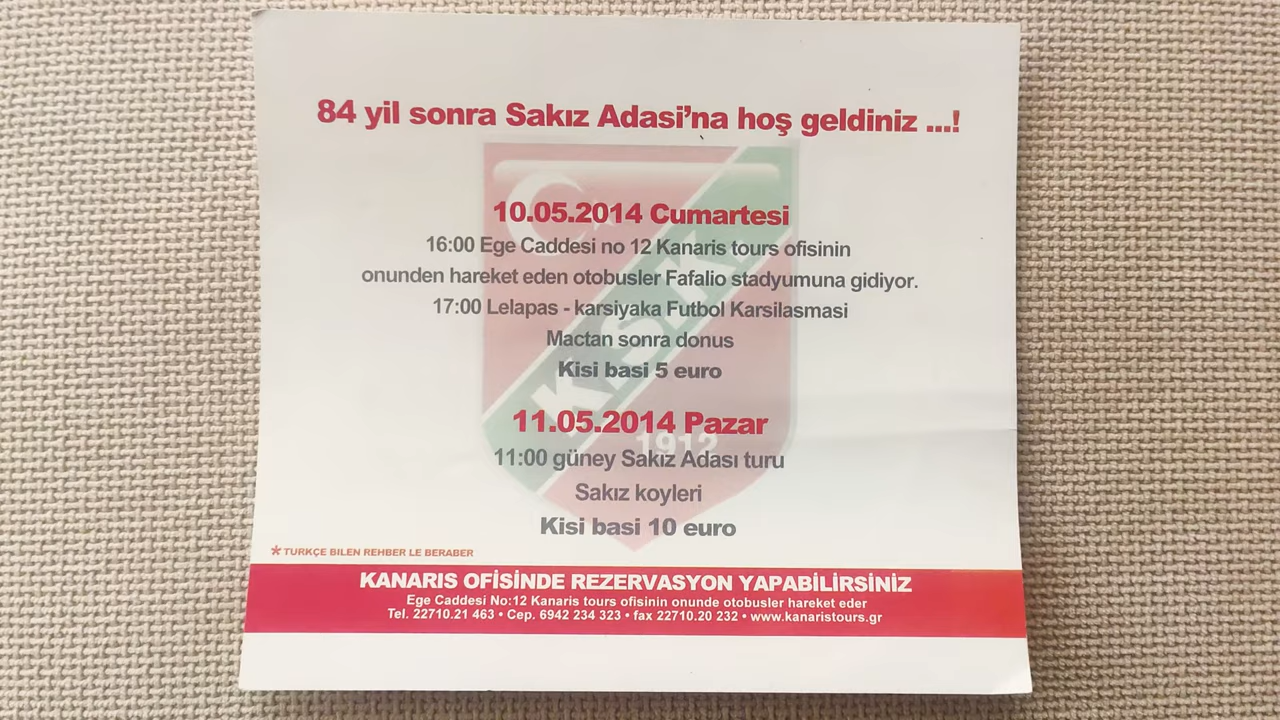 84 yil sonra Sakız Adasi'na hoş geldiniz ...!
10.05.2014 Cumartesi
16:00 Ege Caddesi no 12 Kanaris tours ofisinin
onunden hareket eden otobusler Fafalio stadyumuna gidiyor.
17:00 Lelapas - karsiyaka Futbol Karsilasmasi
Mactan sonra donus
Kisi basi 5 euro
K.S.K.
11.05.2014 Pazar
1912
11:00 güney Sakız Adası turu
Sakız koyleri
Kisi basi 10 euro
* TURKÇE BILEN REHBER LE BERABER
KANARIS OFISINDE REZERVASYON YAPABILIRSINIZ
Ege Caddesi No:12 Kanaris tours ofisinin onunde otobusler hareket eder
Tel. 22710.21 463 • Cep. 6942 234 323 • fax 22710.20 232 • www.kanaristours.gr